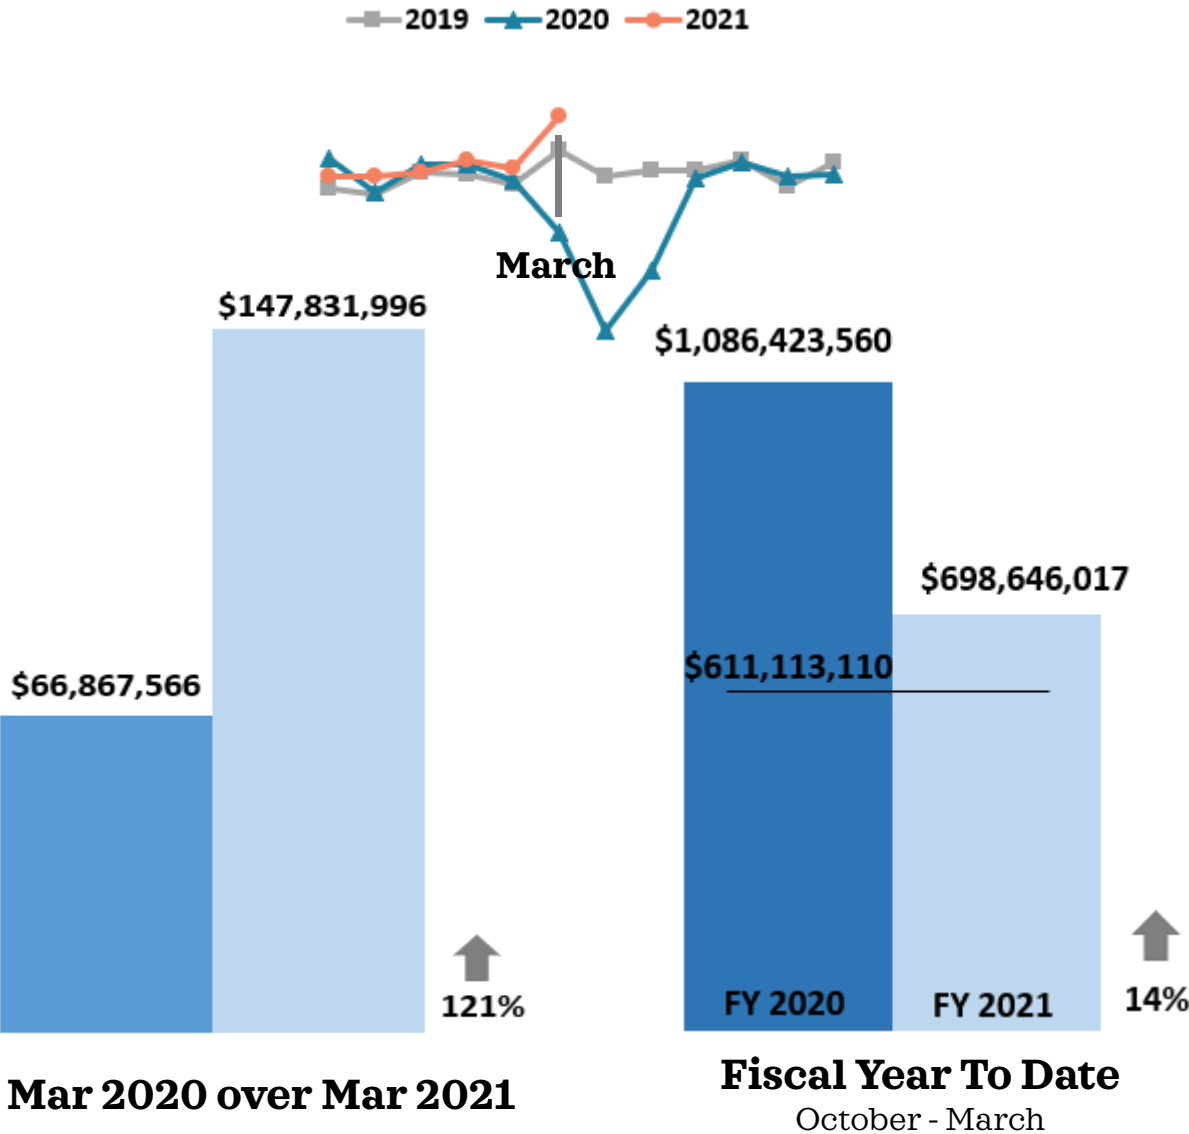 2019 2020 2021
March
$147,831,996
$1,086,423,560
$698,646,017
$611,113,110
$66,867,566
121%
FY 2020
FY 2021
14%
Mar 2020 over Mar 2021
Fiscal Year To Date
October - March